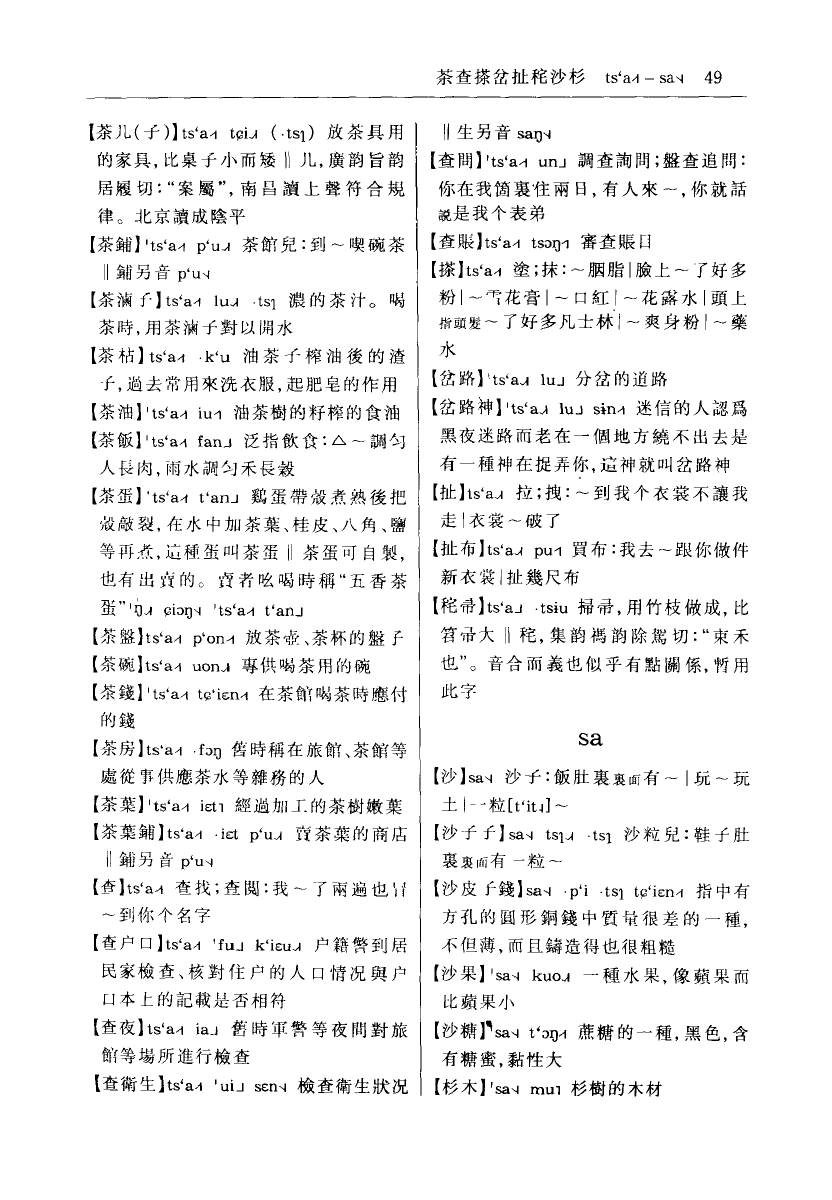 茶查搽岔扯秺沙杉 ts‘a˨˦ – sa˦˨ 49
【茶几(子)】ts‘a˨˦ tɕi˨˩˧ (·tsɿ) 放茶具用
的家具,比桌子小而矮‖几,廣韵旨韵
居履切:“案屬”,南昌讀上聲符合規
律。北京讀成陰平
【茶鋪】ˈts‘a˨˦ p‘u˨˩˧ 茶館兒:到～喫碗茶
‖鋪另音 p‘u˦˨
【茶滷子】ts‘a˨˦ lu˨˩˧ ·tsɿ 濃的茶汁。喝
茶時,用茶滷子對以開水
【茶枯】ts‘a˨˦ ·k‘u 油茶子榨油後的渣
子,過去常用來洗衣服,起肥皂的作用
【茶油】ˈts‘a˨˦ iu˦˥ 油茶樹的籽榨的食油
【茶飯】ˈts‘a˨˦ fan˨˩ 泛指飲食:△～調匀
人長肉,雨水調匀禾長穀
【茶蛋】ˈts‘a˨˦ t‘an˨˩ 鷄蛋帶殻煮熟後把
殻敲裂,在水中加茶葉、桂皮、八角、鹽
等再煮,這種蛋叫茶蛋‖茶蛋可自製,
也有出賣的。賣者吆喝時稱“五香茶
蛋”ˈŋ̍˨˩˧ ɕiɔŋ˦˨ ˈts‘a˨˦ t‘an˨˩
【茶盤】ts‘a˨˦ p‘on˨˦ 放茶壺、茶杯的盤子
【茶碗】ts‘a˨˦ uon˨˩˧ 專供喝茶用的碗
【茶錢】ˈts‘a˨˦ tɕ‘iɛn˨˦ 在茶館喝茶時應付
的錢
【茶房】ts‘a˨˦ ·fɔŋ 舊時稱在旅館、茶館等
處從事供應茶水等雜務的人
【茶葉】ˈts‘a˨˦ iɛt˥ 經過加工的茶樹嫩葉
【茶葉鋪】ts‘a˨˦ ·iɛt p‘u˨˩˧ 賣茶葉的商店
‖鋪另音 p‘u˦˨
【查】ts‘a˨˦ 查找;查閲:我～了兩遍也冇
～到你个名字
【查户口】ts‘a˨˦ ˈfu˨˩ k‘iɛu˨˩˧ 户籍警到居
民家檢查、核對住户的人口情况與户
口本上的記載是否相符
【查夜】ts‘a˨˦ ia˨˩ 舊時軍警等夜間對旅
館等場所進行檢查
【查衛生】ts‘a˨˦ ˈui˨˩ sɛn˦˨ 檢查衛生狀况
‖生另音 saŋ˦˨
【查問】ˈts‘a˨˦ un˨˩ 調查詢問;盤查追問:
你在我箇裏住兩日,有人來～,你就話
説是我个表弟
【查賬】ts‘a˨˦ tsɔŋ˦˥ 審查賬目
【搽】ts‘a˨˦ 塗;抹:～胭脂|臉上～了好多
粉|～雪花膏|～口紅|～花露水|頭上
指頭髮～了好多凡士林|～爽身粉|～藥
水
【岔路】ˈts‘a˨˩˧ lu˨˩ 分岔的道路
【岔路神】ˈts‘a˨˩˧ lu˨˩ sɨn˨˦ 迷信的人認爲
黑夜迷路而老在一個地方繞不出去是
有一種神在捉弄你,這神就叫岔路神
【扯】ts‘a˨˩˧ 拉;拽:～到我个衣裳不讓我
走|衣裳～破了
【扯布】ts‘a˨˩˧ pu˦˥ 買布:我去～跟你做件
新衣裳|扯幾尺布
【秺帚】ts‘a˨˩ ·tsiu 掃帚,用竹枝做成,比
笤帚大‖秺,集韵禡韵除駕切:“束禾
也”。音合而義也似乎有點關係,暫用
此字
sa
【沙】sa˦˨ 沙子:飯肚裏裏面有～|玩～玩
土|一粒[t‘it˨˩]～
【沙子子】sa˦˨ tsɿ˨˩˧ ·tsɿ 沙粒兒:鞋子肚
裏裏面有一粒～
【沙皮子錢】sa˦˨ ·p‘i ·tsɿ tɕ‘iɛn˨˦ 指中有
方孔的圓形銅錢中質量很差的一種,
不但薄,而且鑄造得也很粗糙
【沙果】ˈsa˦˨ kuo˨˩˧ 一種水果,像蘋果而
比蘋果小
【沙糖】ˈsa˦˨ t‘ɔŋ˨˦ 蔗糖的一種,黑色,含
有糖蜜,黏性大
【杉木】ˈsa˦˨ mu˥ 杉樹的木材